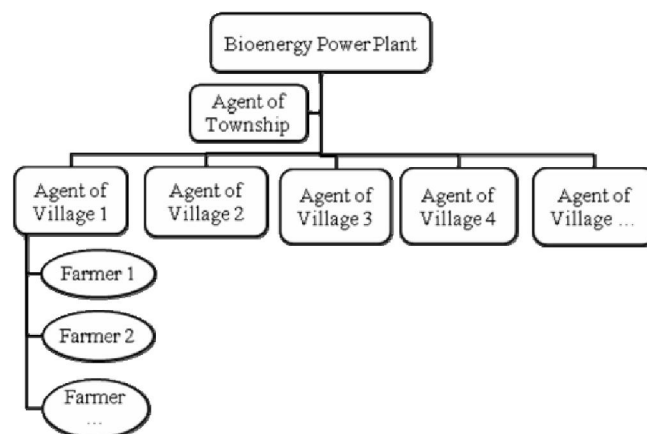 Bioenergy Power Plant
Agent of
Township
Agent of
Village 1
Agent of
Village 2
Agent of
Village 3
Agent of
Village 4
Agent of
Village ...
Farmer 1
Farmer 2
Farmer
...